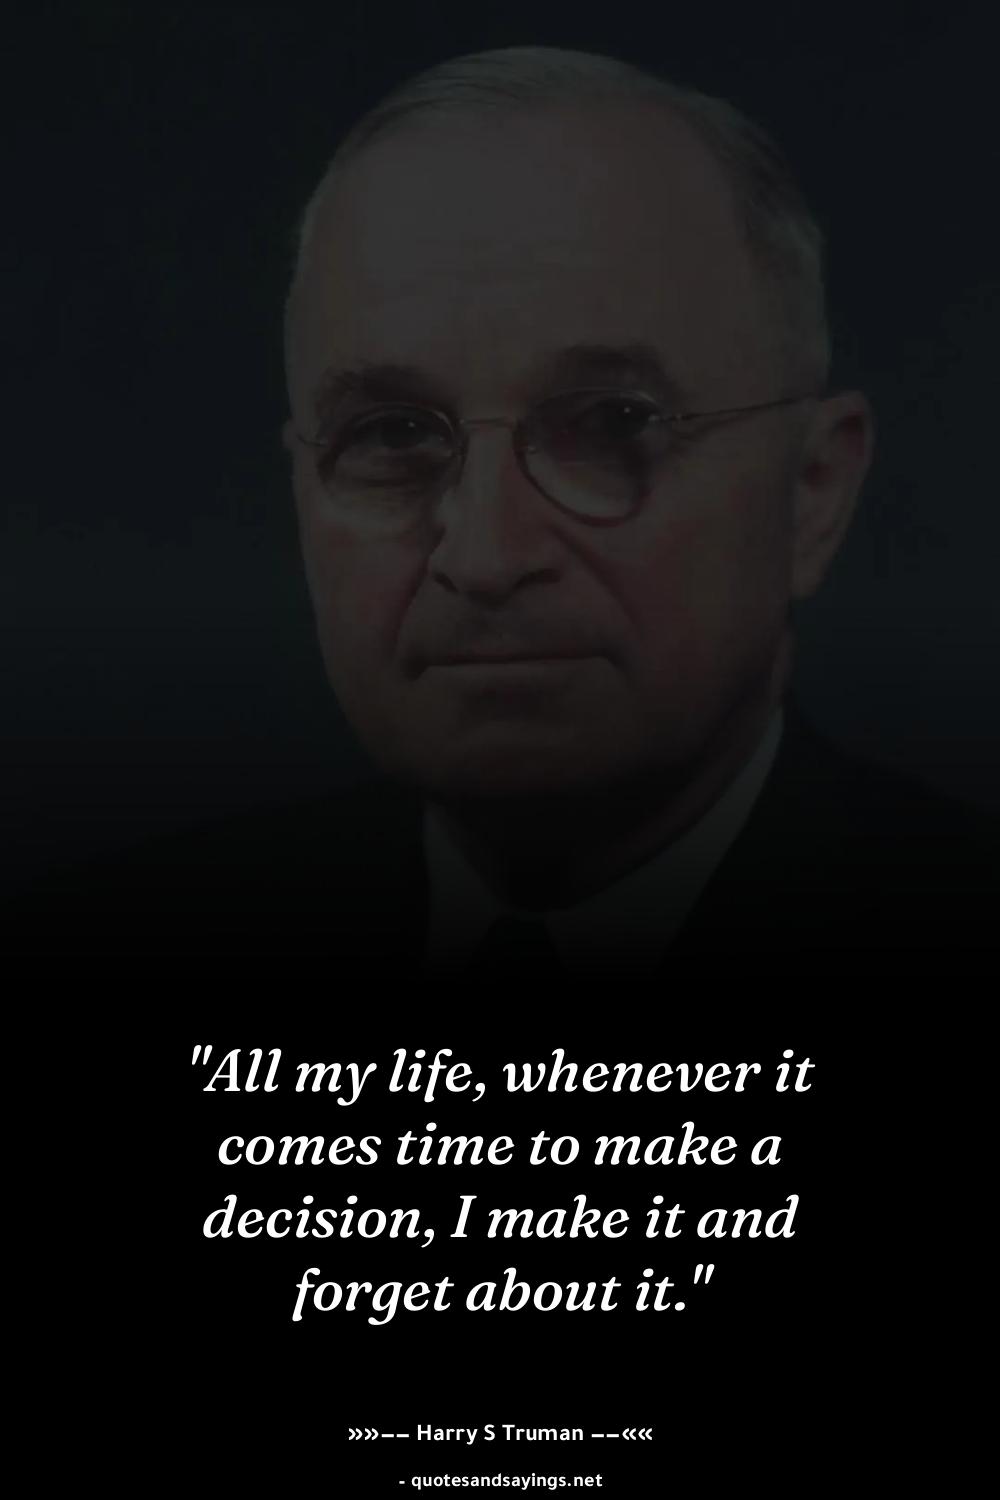 "All my life, whenever it
comes time to make a
decision, I make it and
forget about it."
»»−− Harry S Truman −−««
- quotesandsayings.net